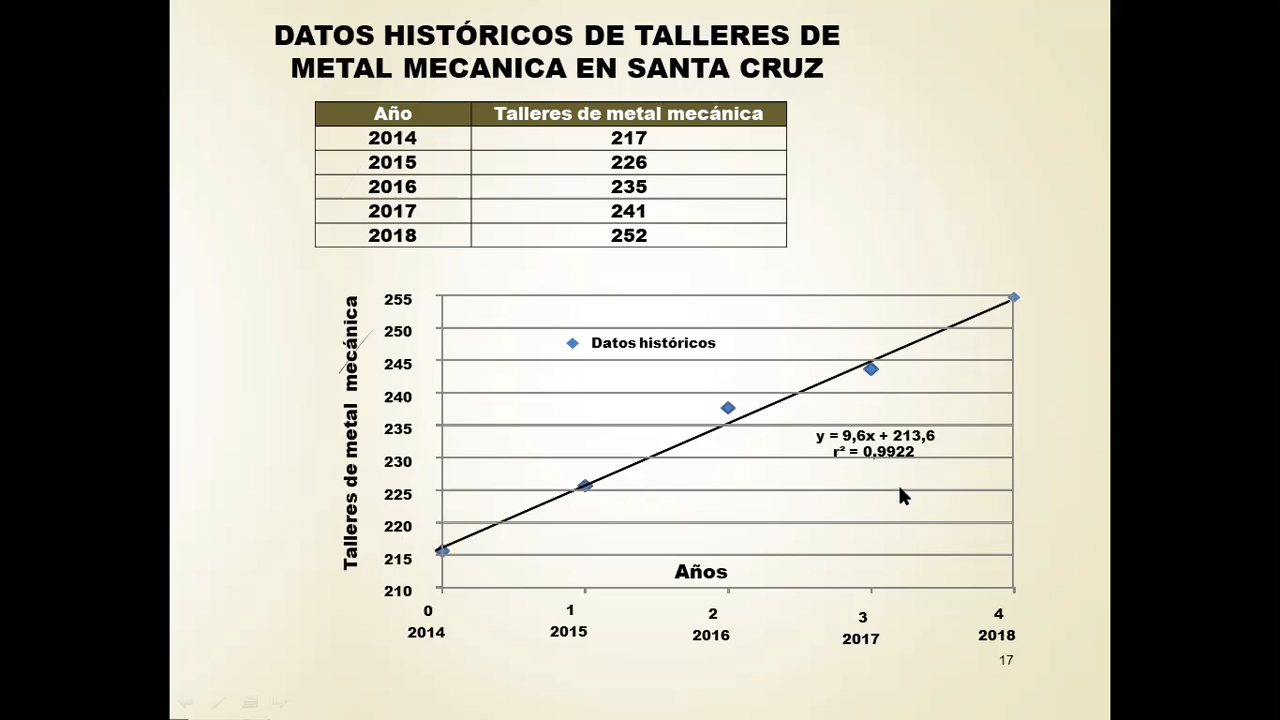 DATOS HISTÓRICOS DE TALLERES DE
METAL MECANICA EN SANTA CRUZ
Año Talleres de metal mecánica
2014 217
2015 226
2016 235
2017 241
2018 252
Talleres de metal mecánica
255
250
245
240
235
230
225
220
215
210
Datos históricos
y = 9,6x + 213,6
r² = 0,9922
Años
0 1 2 3 4
2014 2015 2016 2017 2018
17